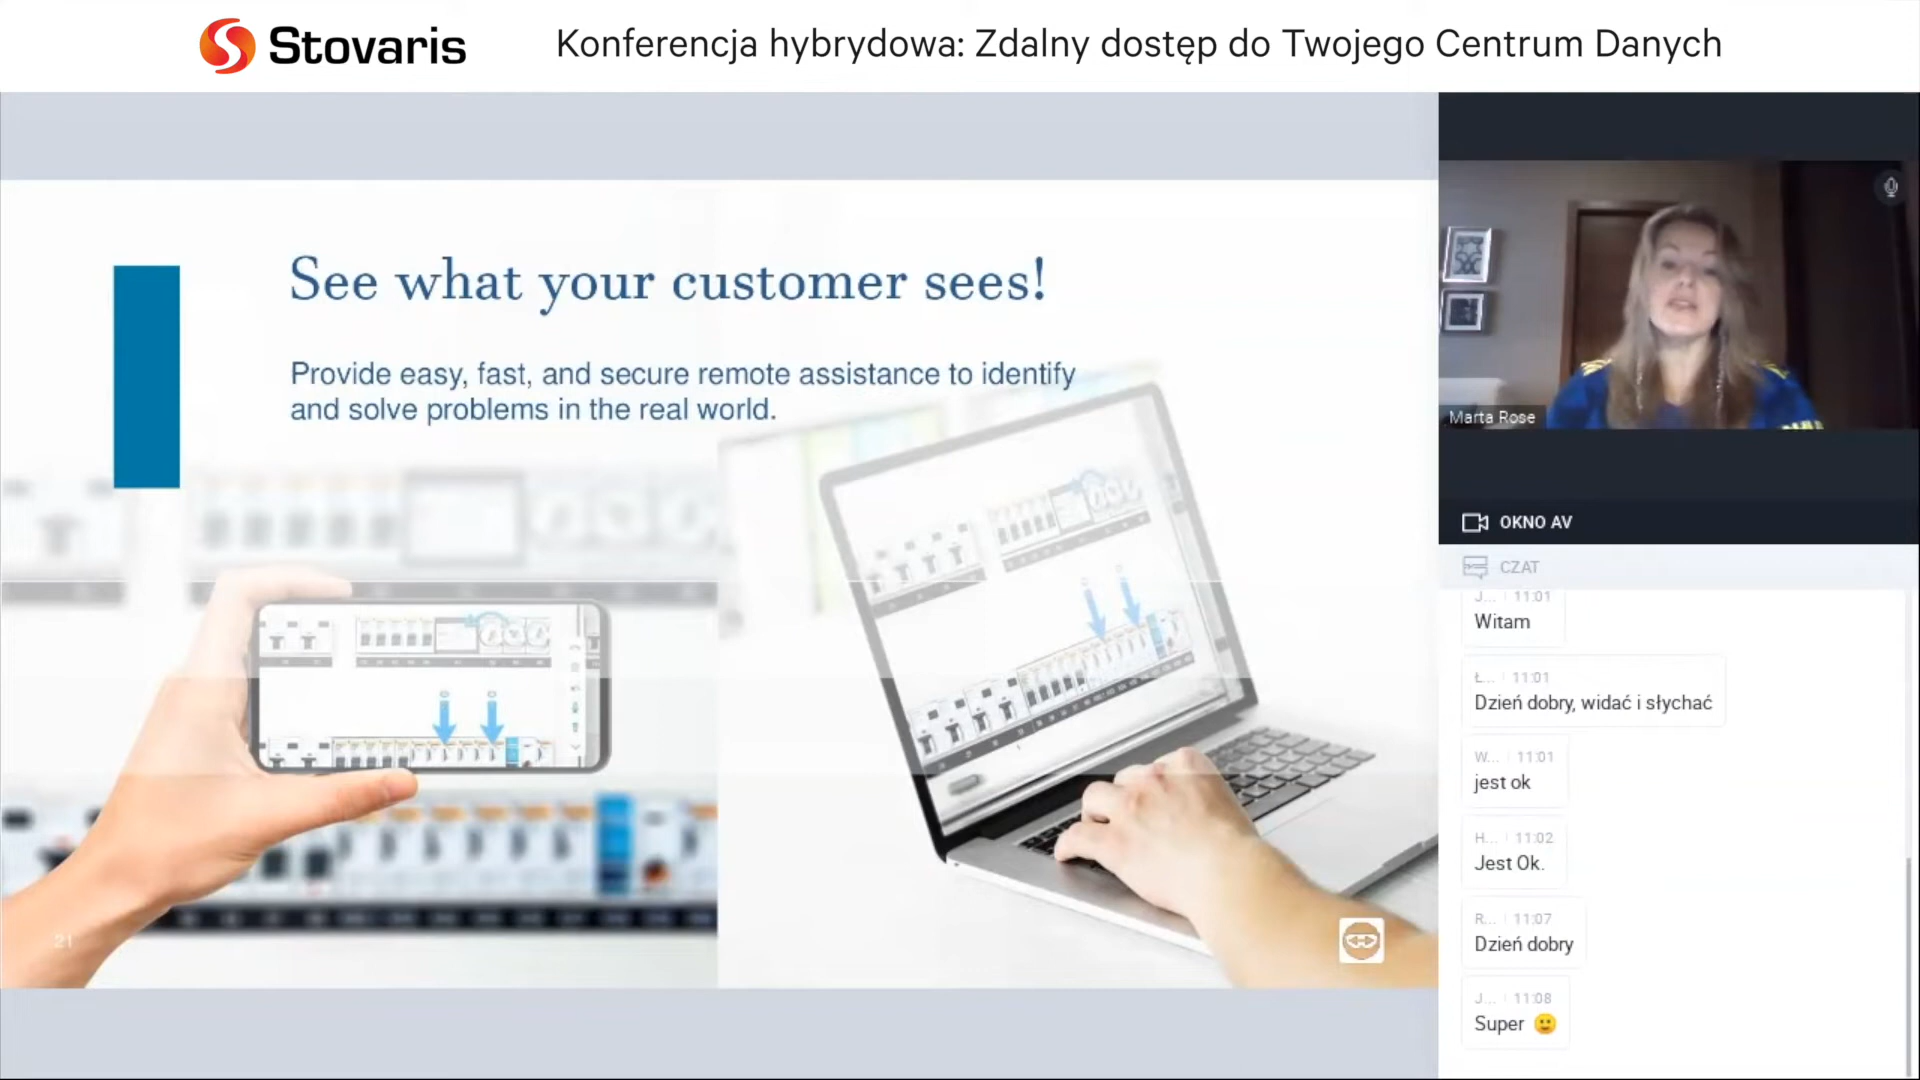 Stovaris
Konferencja hybrydowa: Zdalny dostęp do Twojego Centrum Danych
See what your customer sees!
Provide easy, fast, and secure remote assistance to identify
and solve problems in the real world.
21
Marta Rose
OKNO AV
CZAT
J... 11:01
Witam
Ł... 11:01
Dzień dobry, widać i słychać
W... 11:01
jest ok
H... 11:02
Jest Ok.
R... 11:07
Dzień dobry
J... 11:08
Super 🙂